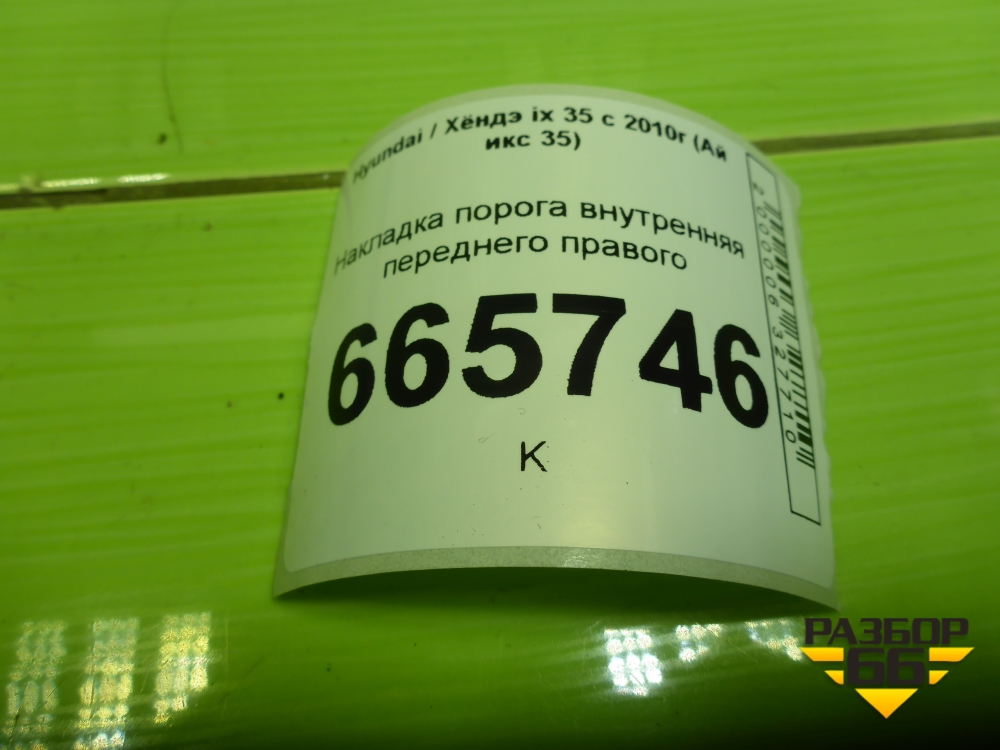 Hyundai / Хёндэ ix 35 с 2010г (Ай
икс 35)
Накладка порога внутренняя
переднего правого
665746
К
2000006327710
РАЗБОР
66